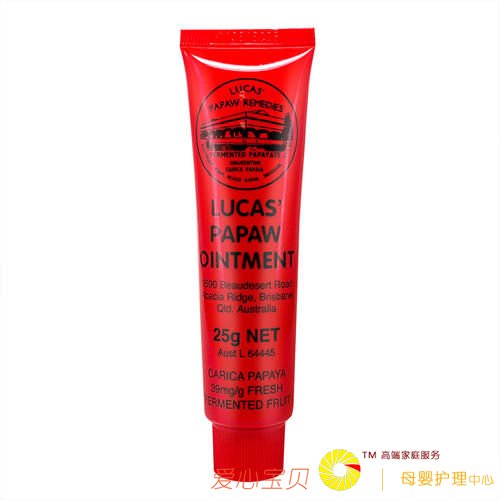 LUCAS'
PAPAW REMEDIES
FERMENTED PAPAYATE
CARICA PAPAYA
LUCAS'
PAPAW
OINTMENT
1690 Beaudesert Road
Acacia Ridge, Brisbane
Qld. Australia
25g NET
Aust L 64445
CARICA PAPAYA
39mg/g FRESH
FERMENTED FRUIT
爱心宝贝
TM 高端家庭服务
母婴护理中心